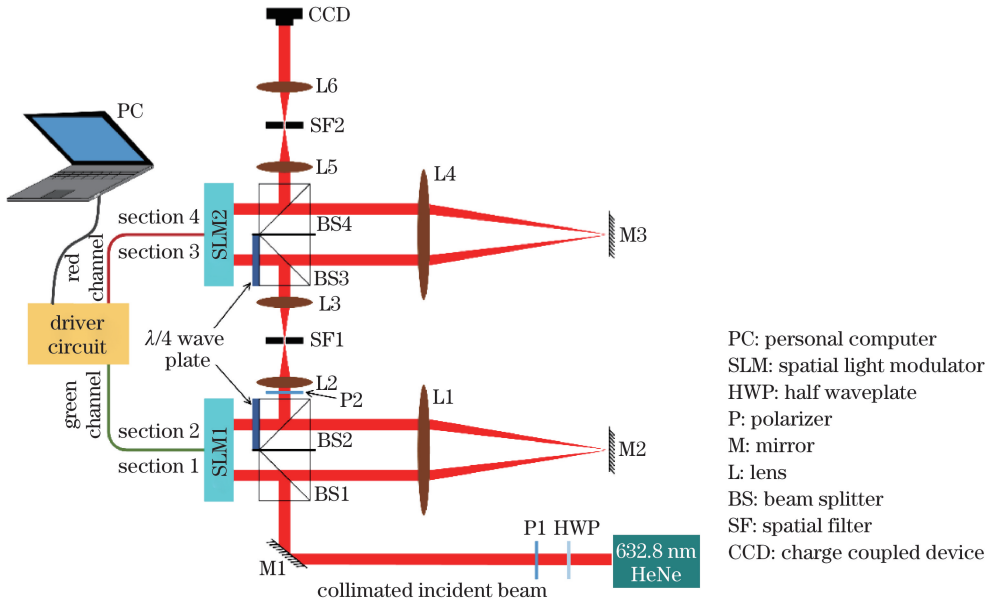 CCD
L6
PC
SF2
L5
L4
section 4
SLM2
BS4
M3
section 3
red
channel
BS3
L3
driver
circuit
λ/4 wave
plate
SF1
PC: personal computer
SLM: spatial light modulator
HWP: half waveplate
P: polarizer
M: mirror
L: lens
BS: beam splitter
SF: spatial filter
CCD: charge coupled device
L2
P2
L1
green
channel
section 2
SLM1
BS2
M2
section 1
BS1
P1 HWP
M1
632.8 nm
HeNe
collimated incident beam